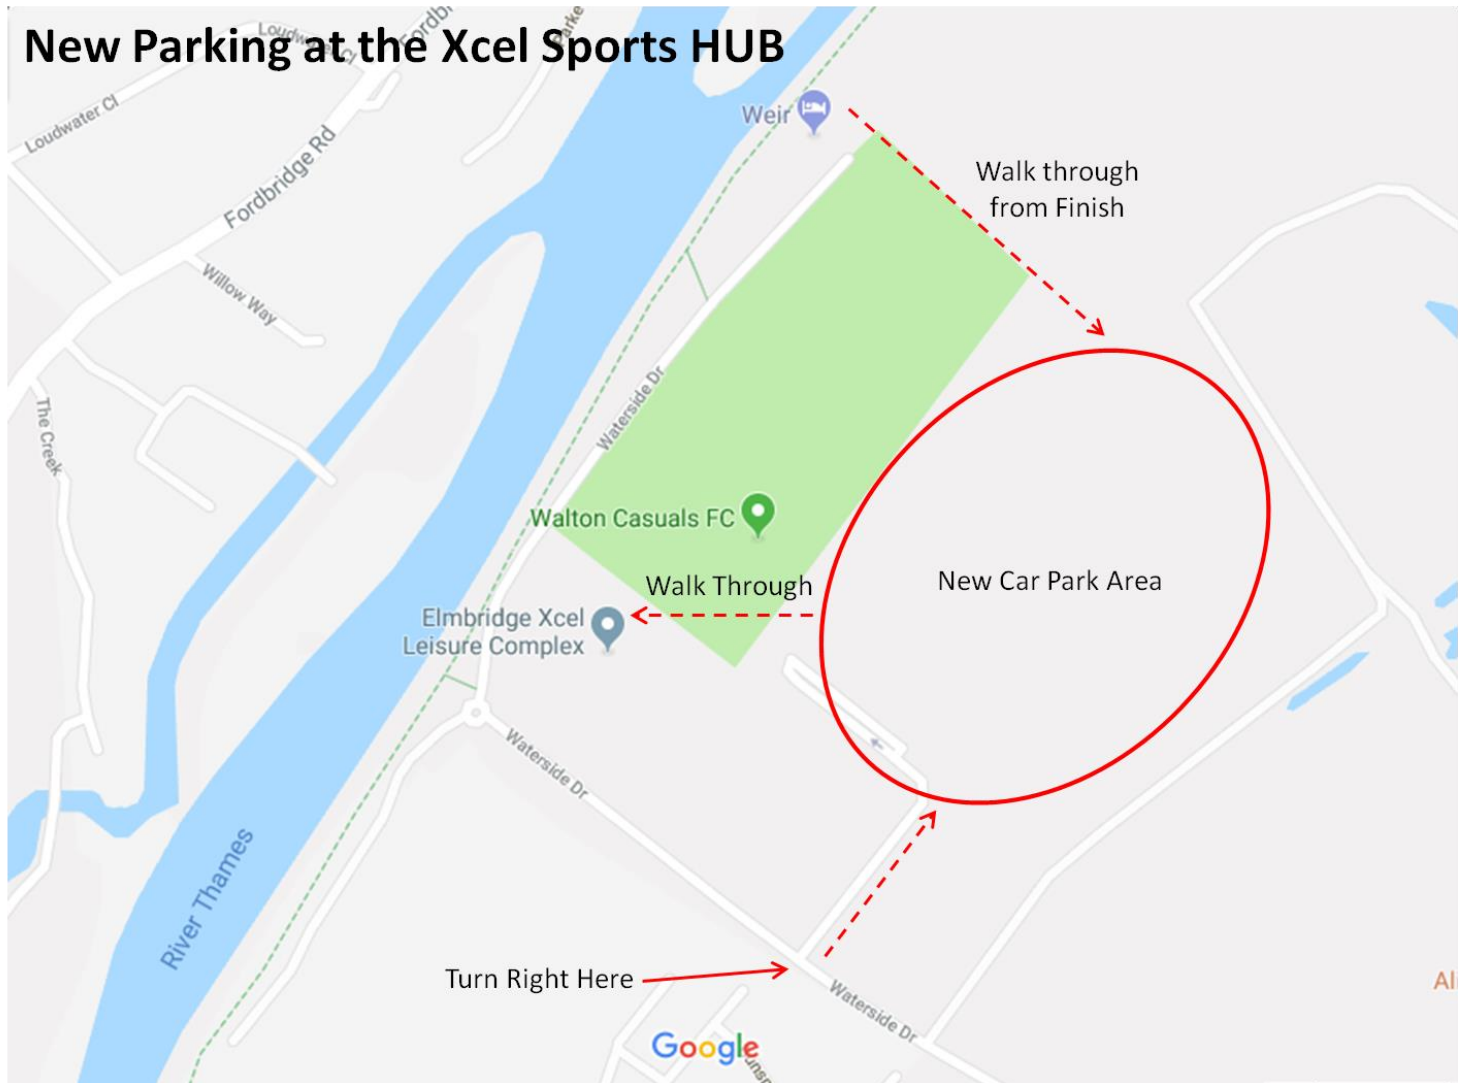 New Parking at the Xcel Sports HUB
Loudwater Cl
Loudwater Cl
Fordbridge Rd
Willow Way
The Creek
Weir
Walk through
from Finish
Waterside Dr
Walton Casuals FC
Walk Through
New Car Park Area
Elmbridge Xcel
Leisure Complex
Waterside Dr
River Thames
Turn Right Here
Waterside Dr
Google